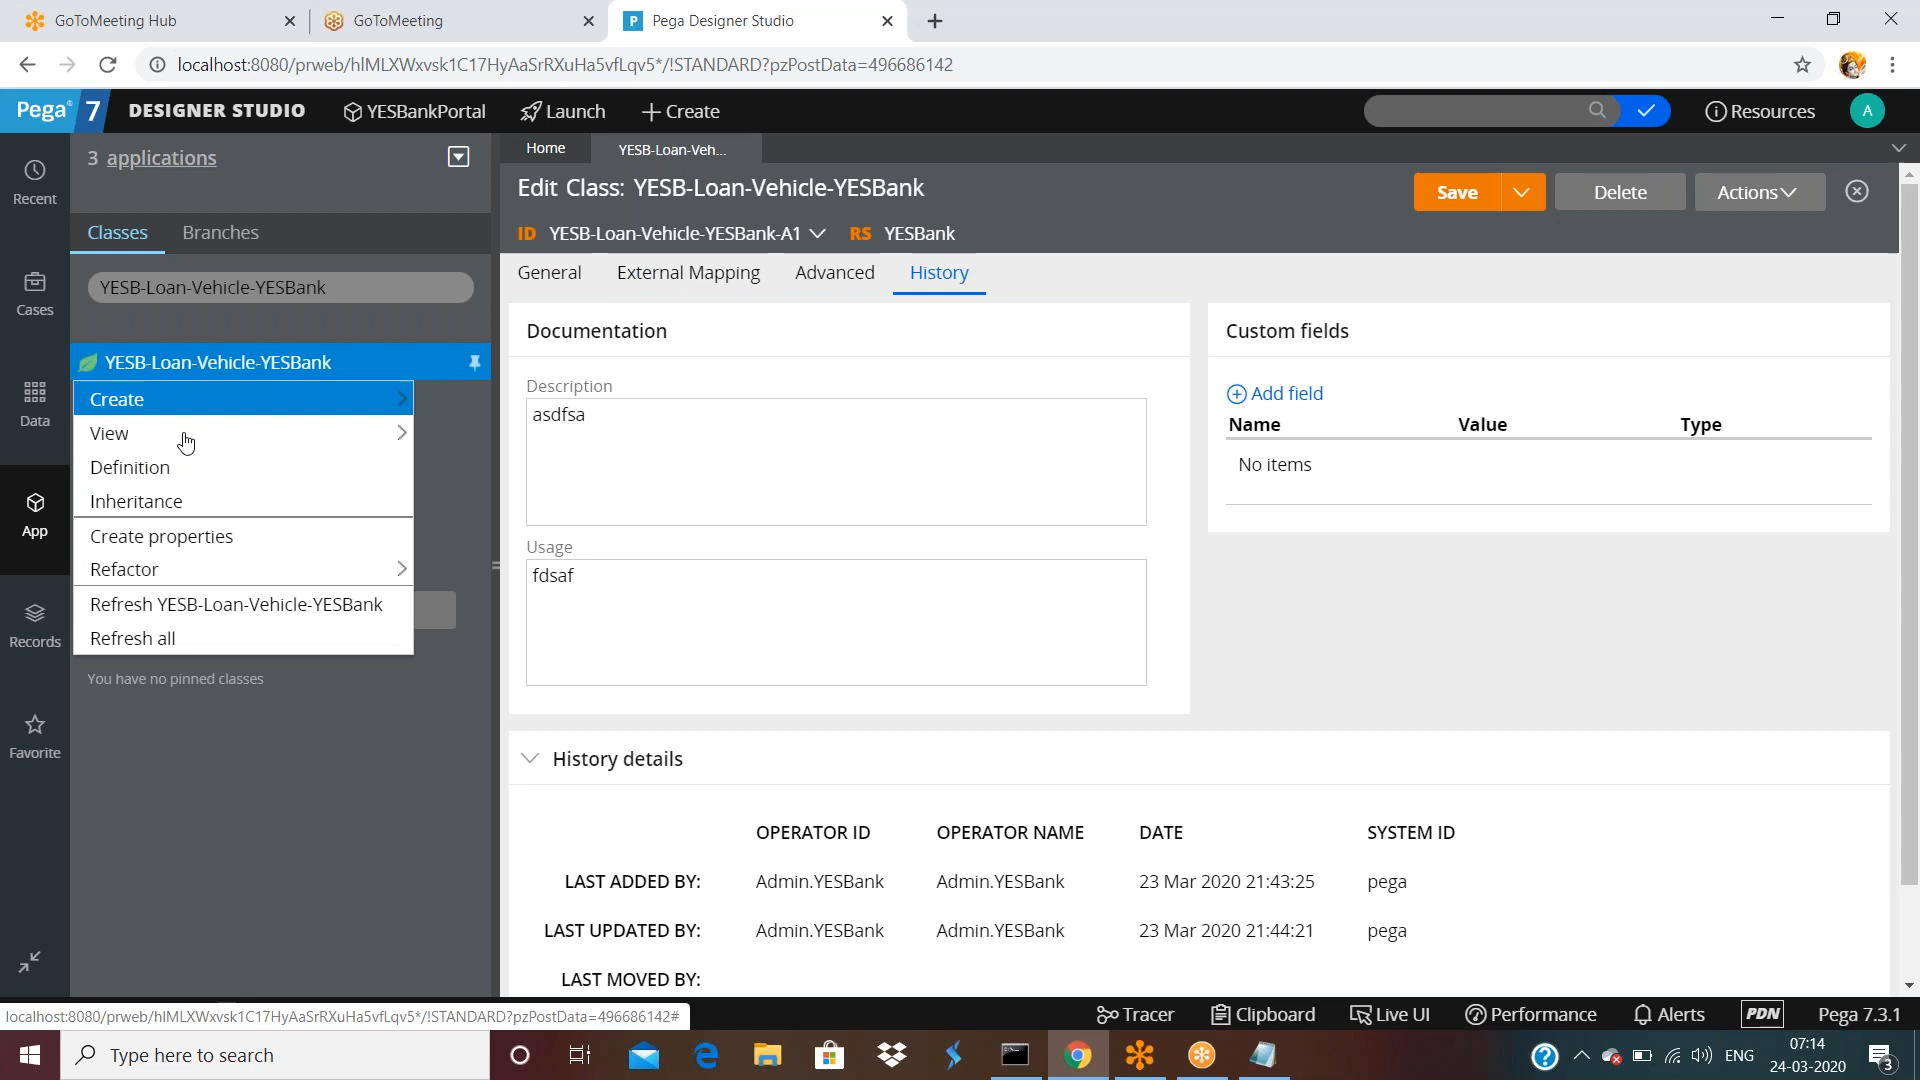 GoToMeeting Hub
GoToMeeting
P Pega Designer Studio
localhost:8080/prweb/hIMLXWxvsk1C17HyAaSrRXuHa5vfLqv5*/!STANDARD?pzPostData=496686142
Pega 7 DESIGNER STUDIO YESBankPortal Launch Create Resources A
3 applications
Home YESB-Loan-Veh...
Recent
Edit Class: YESB-Loan-Vehicle-YESBank
Save Delete Actions
Classes Branches
ID YESB-Loan-Vehicle-YESBank-A1 RS YESBank
General External Mapping Advanced History
YESB-Loan-Vehicle-YESBank
Cases
Documentation
Custom fields
YESB-Loan-Vehicle-YESBank
Create
View
Definition
Inheritance
Create properties
Refactor
Refresh YESB-Loan-Vehicle-YESBank
Refresh all
You have no pinned classes
Data
App
Records
Favorite
Description
asdfsa
Usage
fdsaf
Add field
Name Value Type
No items
History details
OPERATOR ID OPERATOR NAME DATE SYSTEM ID
LAST ADDED BY: Admin.YESBank Admin.YESBank 23 Mar 2020 21:43:25 pega
LAST UPDATED BY: Admin.YESBank Admin.YESBank 23 Mar 2020 21:44:21 pega
LAST MOVED BY:
localhost:8080/prweb/hIMLXWxvsk1C17HyAaSrRXuHa5vfLqv5*/!STANDARD?pzPostData=496686142#
Tracer Clipboard Live UI Performance Alerts PDN Pega 7.3.1
Type here to search
ENG
07:14
24-03-2020
3